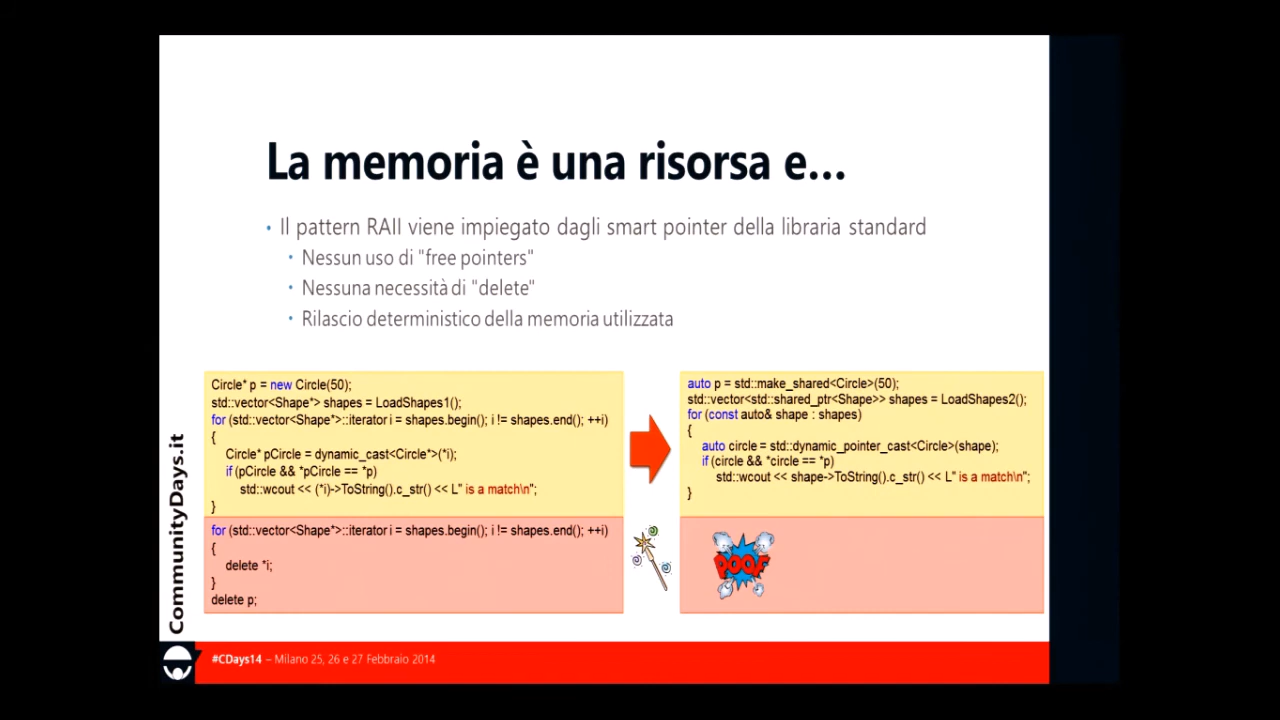 La memoria è una risorsa e...
• Il pattern RAII viene impiegato dagli smart pointer della libraria standard
• Nessun uso di "free pointers"
• Nessuna necessità di "delete"
• Rilascio deterministico della memoria utilizzata
Circle* p = new Circle(50);
std::vector<Shape*> shapes = LoadShapes1();
for (std::vector<Shape*>::iterator i = shapes.begin(); i != shapes.end(); ++i)
{
Circle* pCircle = dynamic_cast<Circle*>(*i);
if (pCircle && *pCircle == *p)
std::wcout << (*i)->ToString().c_str() << L" is a match\n";
}
for (std::vector<Shape*>::iterator i = shapes.begin(); i != shapes.end(); ++i)
{
delete *i;
}
delete p;
auto p = std::make_shared<Circle>(50);
std::vector<std::shared_ptr<Shape>> shapes = LoadShapes2();
for (const auto& shape : shapes)
{
auto circle = std::dynamic_pointer_cast<Circle>(shape);
if (circle && *circle == *p)
std::wcout << shape->ToString().c_str() << L" is a match\n";
}
POOF
CommunityDays.it
#CDays14 – Milano 25, 26 e 27 Febbraio 2014